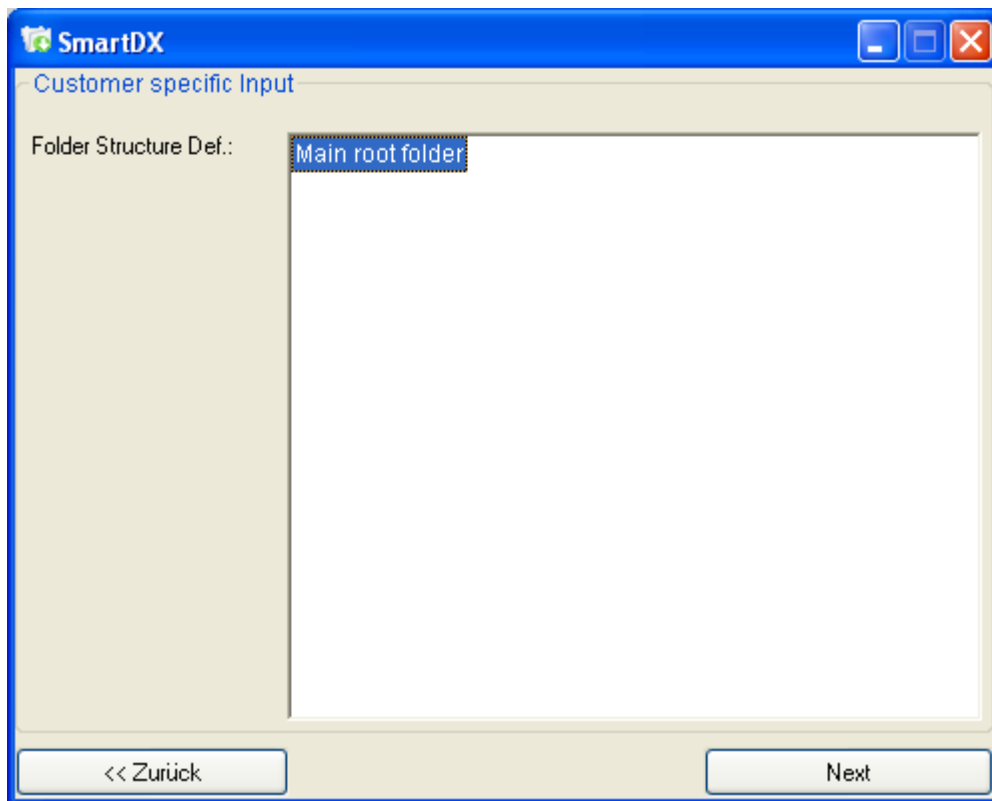 SmartDX
Customer specific Input
Folder Structure Def.:
Main root folder
<< Zurück
Next